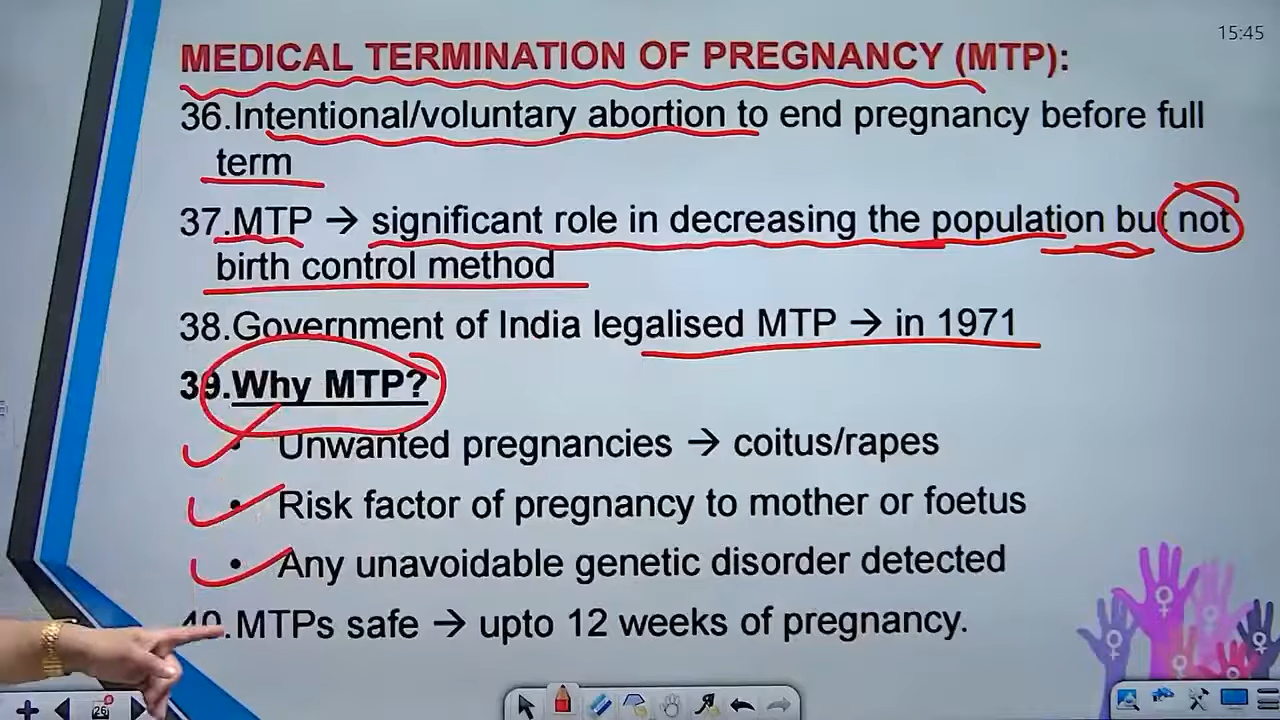 15:45
MEDICAL TERMINATION OF PREGNANCY (MTP):
36.Intentional/voluntary abortion to end pregnancy before full
term
37.MTP → significant role in decreasing the population but not
birth control method
38.Government of India legalised MTP → in 1971
39.Why MTP?
• Unwanted pregnancies → coitus/rapes
• Risk factor of pregnancy to mother or foetus
• Any unavoidable genetic disorder detected
40.MTPs safe → upto 12 weeks of pregnancy.
26